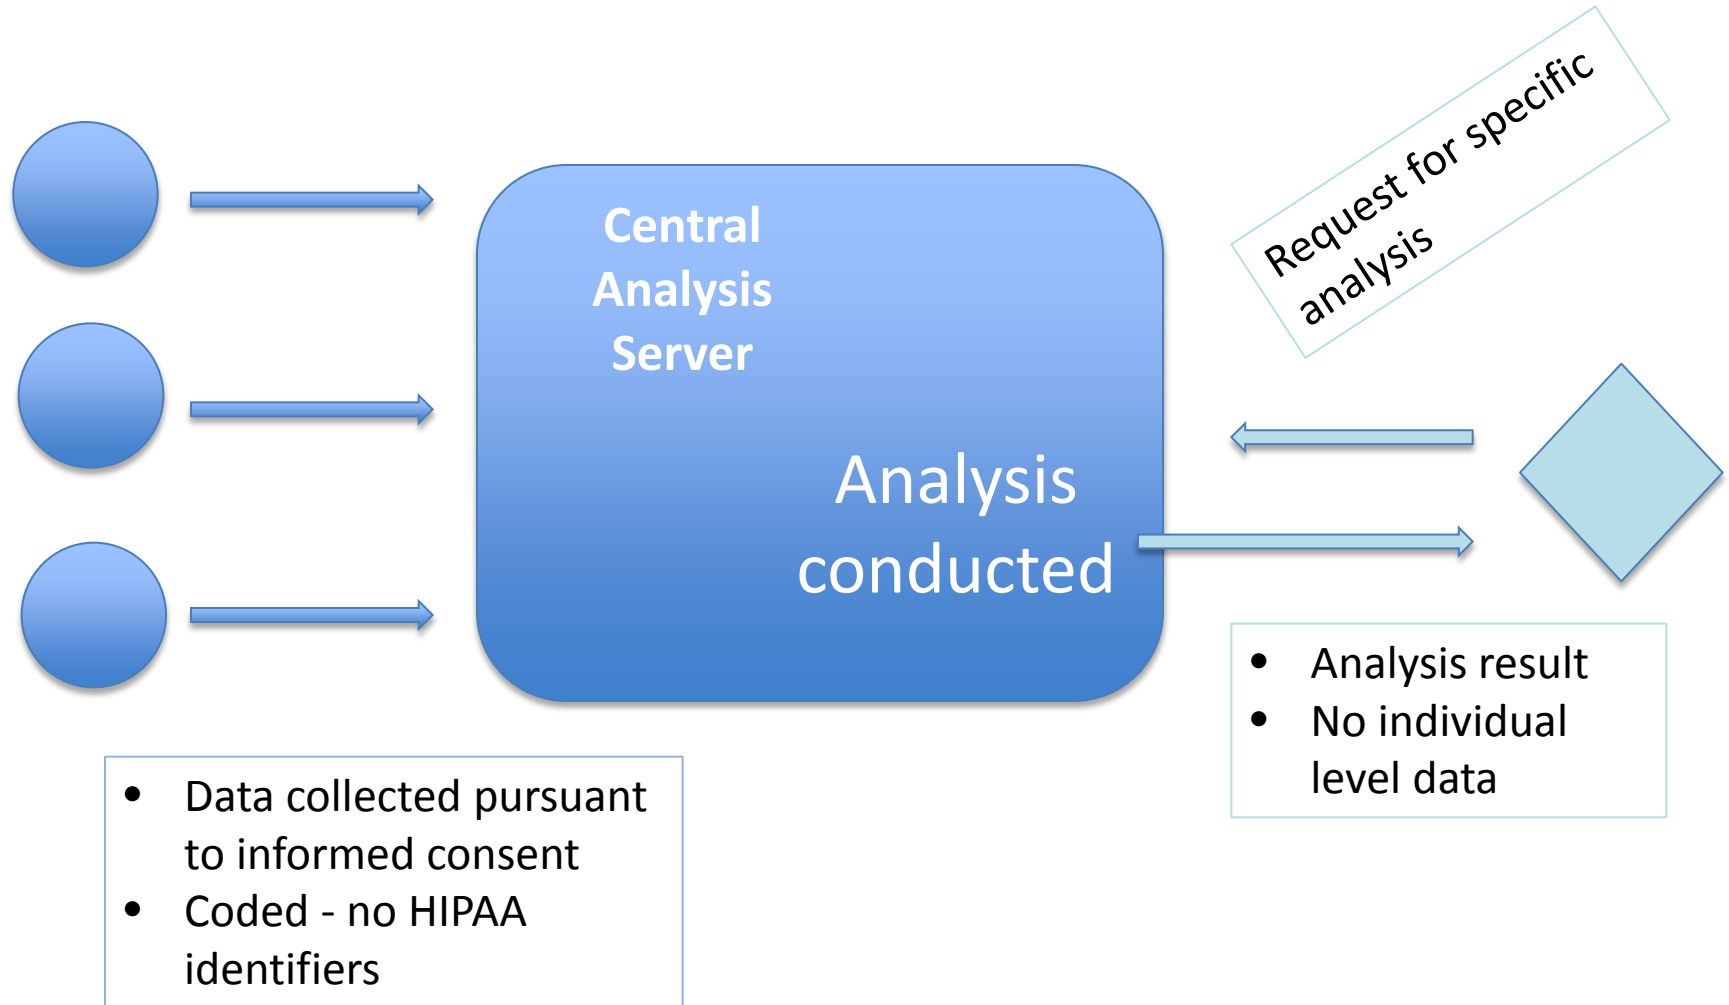 Central
Analysis
Server
Analysis
conducted
Request for specific
analysis
• Analysis result
• No individual
level data
• Data collected pursuant
to informed consent
• Coded - no HIPAA
identifiers